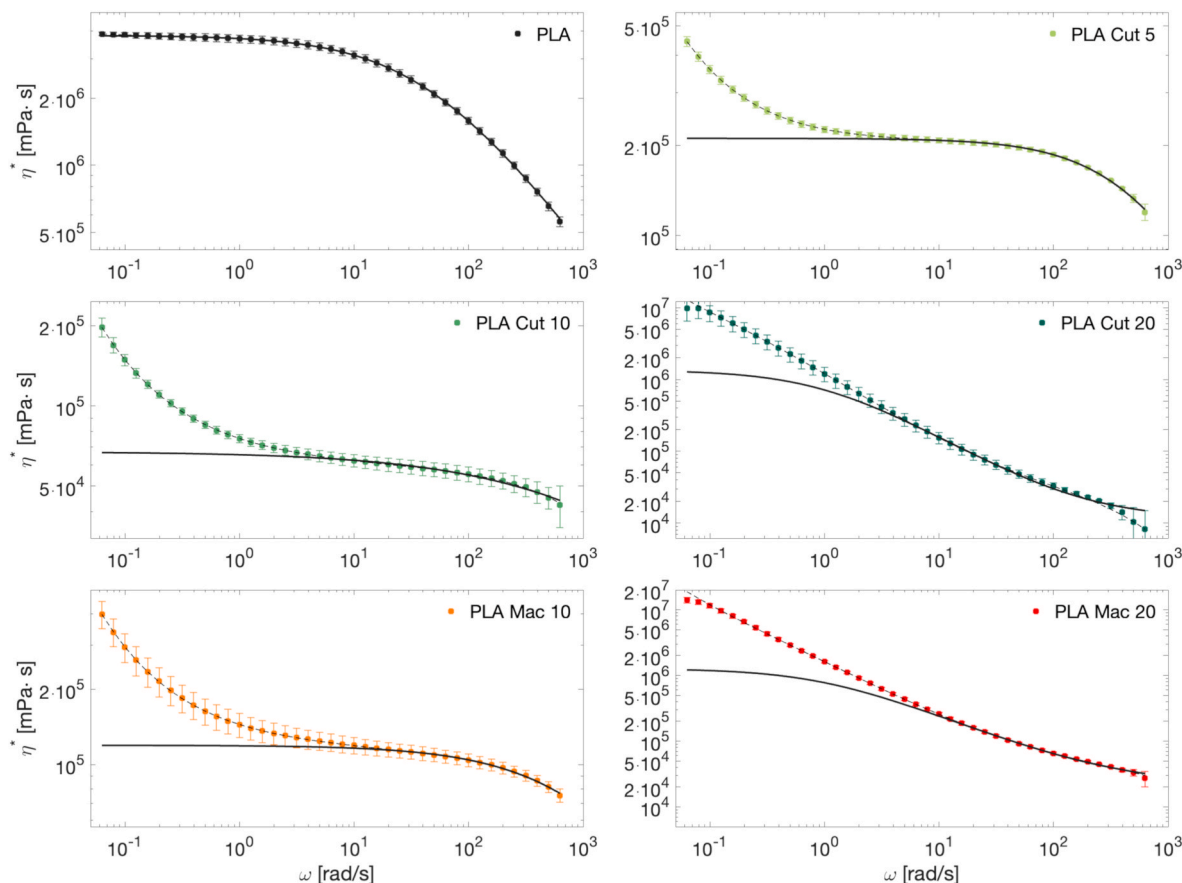 PLA
2·10⁶
10⁶
5·10⁵
η* [mPa· s]
10⁻¹ 10⁰ 10¹ 10² 10³
PLA Cut 5
5·10⁵
2·10⁵
10⁵
10⁻¹ 10⁰ 10¹ 10² 10³
PLA Cut 10
2·10⁵
10⁵
5·10⁴
η* [mPa· s]
10⁻¹ 10⁰ 10¹ 10² 10³
PLA Cut 20
10⁷
5·10⁶
2·10⁶
10⁶
5·10⁵
2·10⁵
10⁵
5·10⁴
2·10⁴
10⁴
10⁻¹ 10⁰ 10¹ 10² 10³
PLA Mac 10
2·10⁵
10⁵
η* [mPa· s]
10⁻¹ 10⁰ 10¹ 10² 10³
ω [rad/s]
PLA Mac 20
2·10⁷
10⁷
5·10⁶
2·10⁶
10⁶
5·10⁵
2·10⁵
10⁵
5·10⁴
2·10⁴
10⁴
10⁻¹ 10⁰ 10¹ 10² 10³
ω [rad/s]